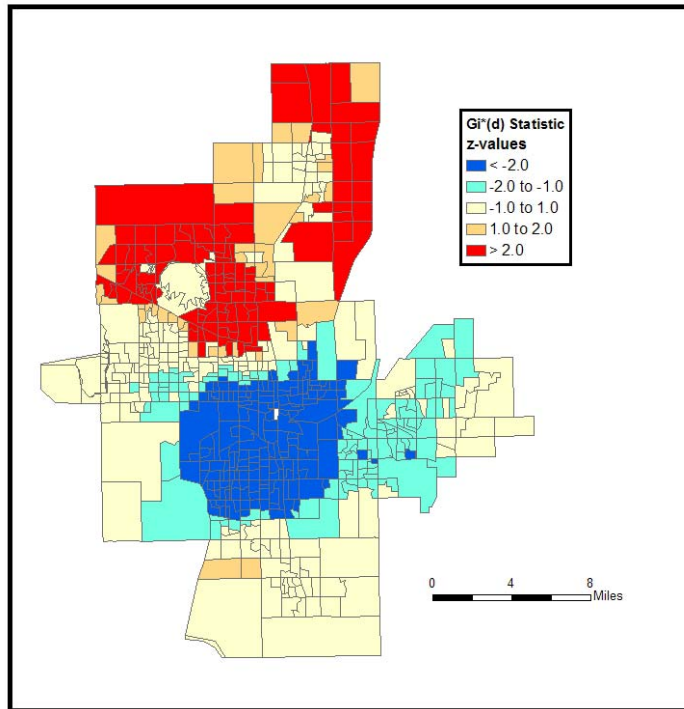 Gi*(d) Statistic
z-values
< -2.0
-2.0 to -1.0
-1.0 to 1.0
1.0 to 2.0
> 2.0
0 4 8
Miles